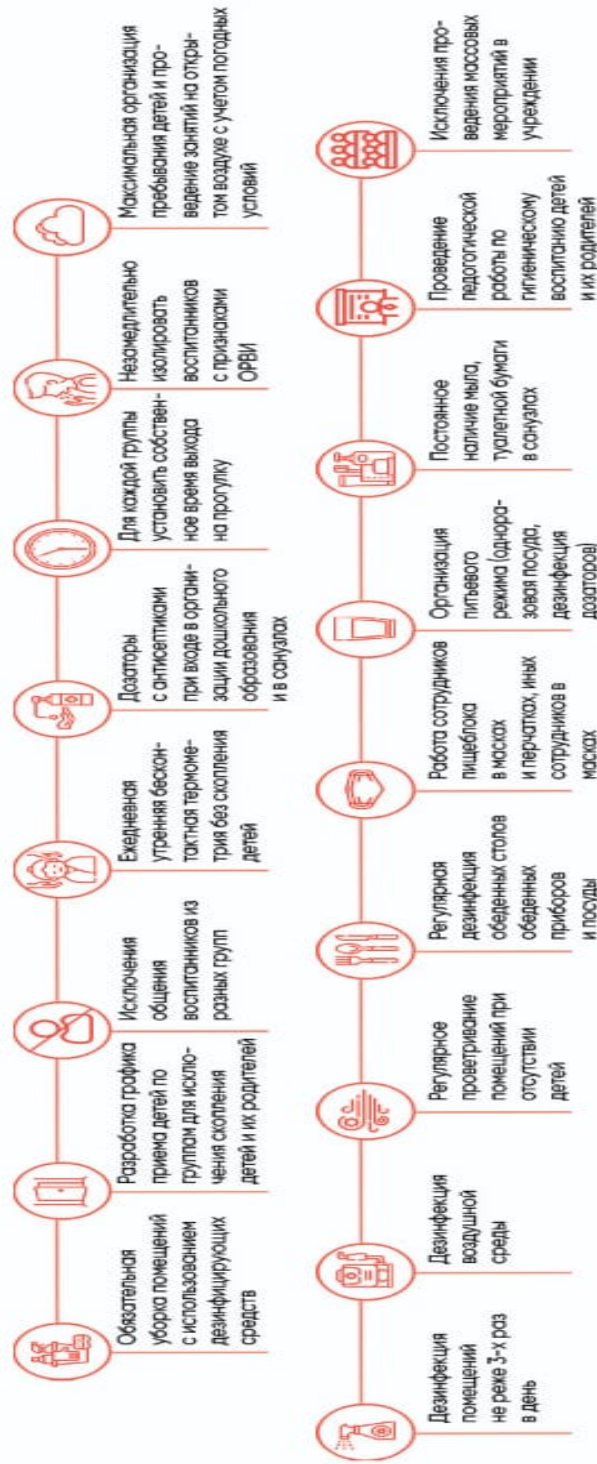 Обязательная
уборка помещений
с использованием
дезинфицирующих
средств
Разработка графика
приема детей по
группам для исклю-
чения скопления
детей и их родителей
Исключения
общения
воспитанников из
разных групп
Ежедневная
утренняя бескон-
тактная термоме-
трия без скопления
детей
Дозаторы
с антисептиками
при входе в органи-
зации дошкольного
образования
и в санузлах
Для каждой группы
установить собствен-
ное время выхода
на прогулку
Незамедлительно
изолировать
воспитанников
с признаками
ОРВИ
Максимальная организация
пребывания детей и про-
ведение занятий на откры-
том воздухе с учетом погодных
условий
Дезинфекция
помещений
не реже 3-х раз
в день
Дезинфекция
воздушной
среды
Регулярное
проветривание
помещений при
отсутствии
детей
Регулярная
дезинфекция
обеденных столов
обеденных
приборов
и посуды
Работа сотрудников
пищеблока
в масках
и перчатках, иных
сотрудников в
масках
Организация
питьевого
режима (однора-
зовая посуда,
дезинфекция
дозаторов)
Постоянное
наличие мыла,
туалетной бумаги
в санузлах
Проведение
педагогической
работы по
гигиеническому
воспитанию детей
и их родителей
Исключения про-
ведения массовых
мероприятий в
учреждении